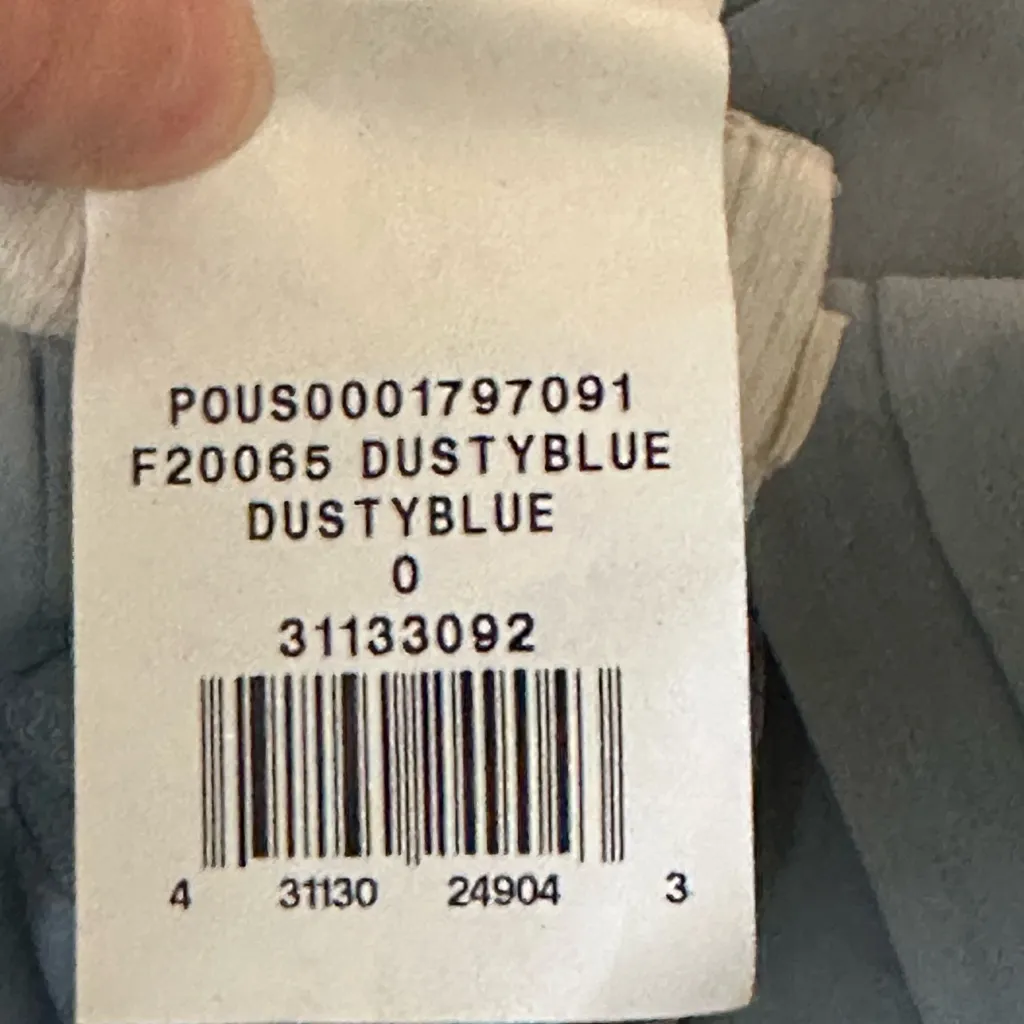 POUS0001797091
F20065 DUSTYBLUE
DUSTYBLUE
0
31133092
4 31130 24904 3